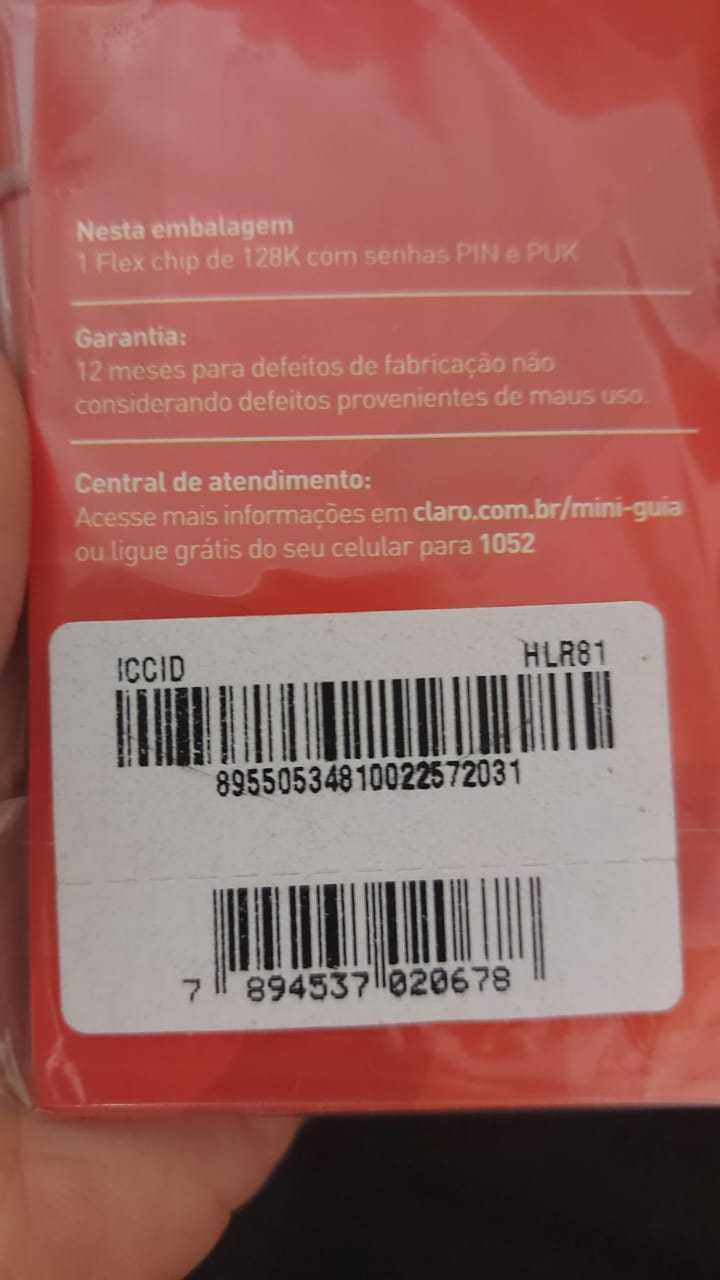 Nesta embalagem
1 Flex chip de 128K com senhas PIN e PUK
Garantia:
12 meses para defeitos de fabricação não
considerando defeitos provenientes de maus uso.
Central de atendimento:
Acesse mais informações em claro.com.br/mini-guia
ou ligue grátis do seu celular para 1052
ICCID HLR81
89550534810022572031
7 894537 020678